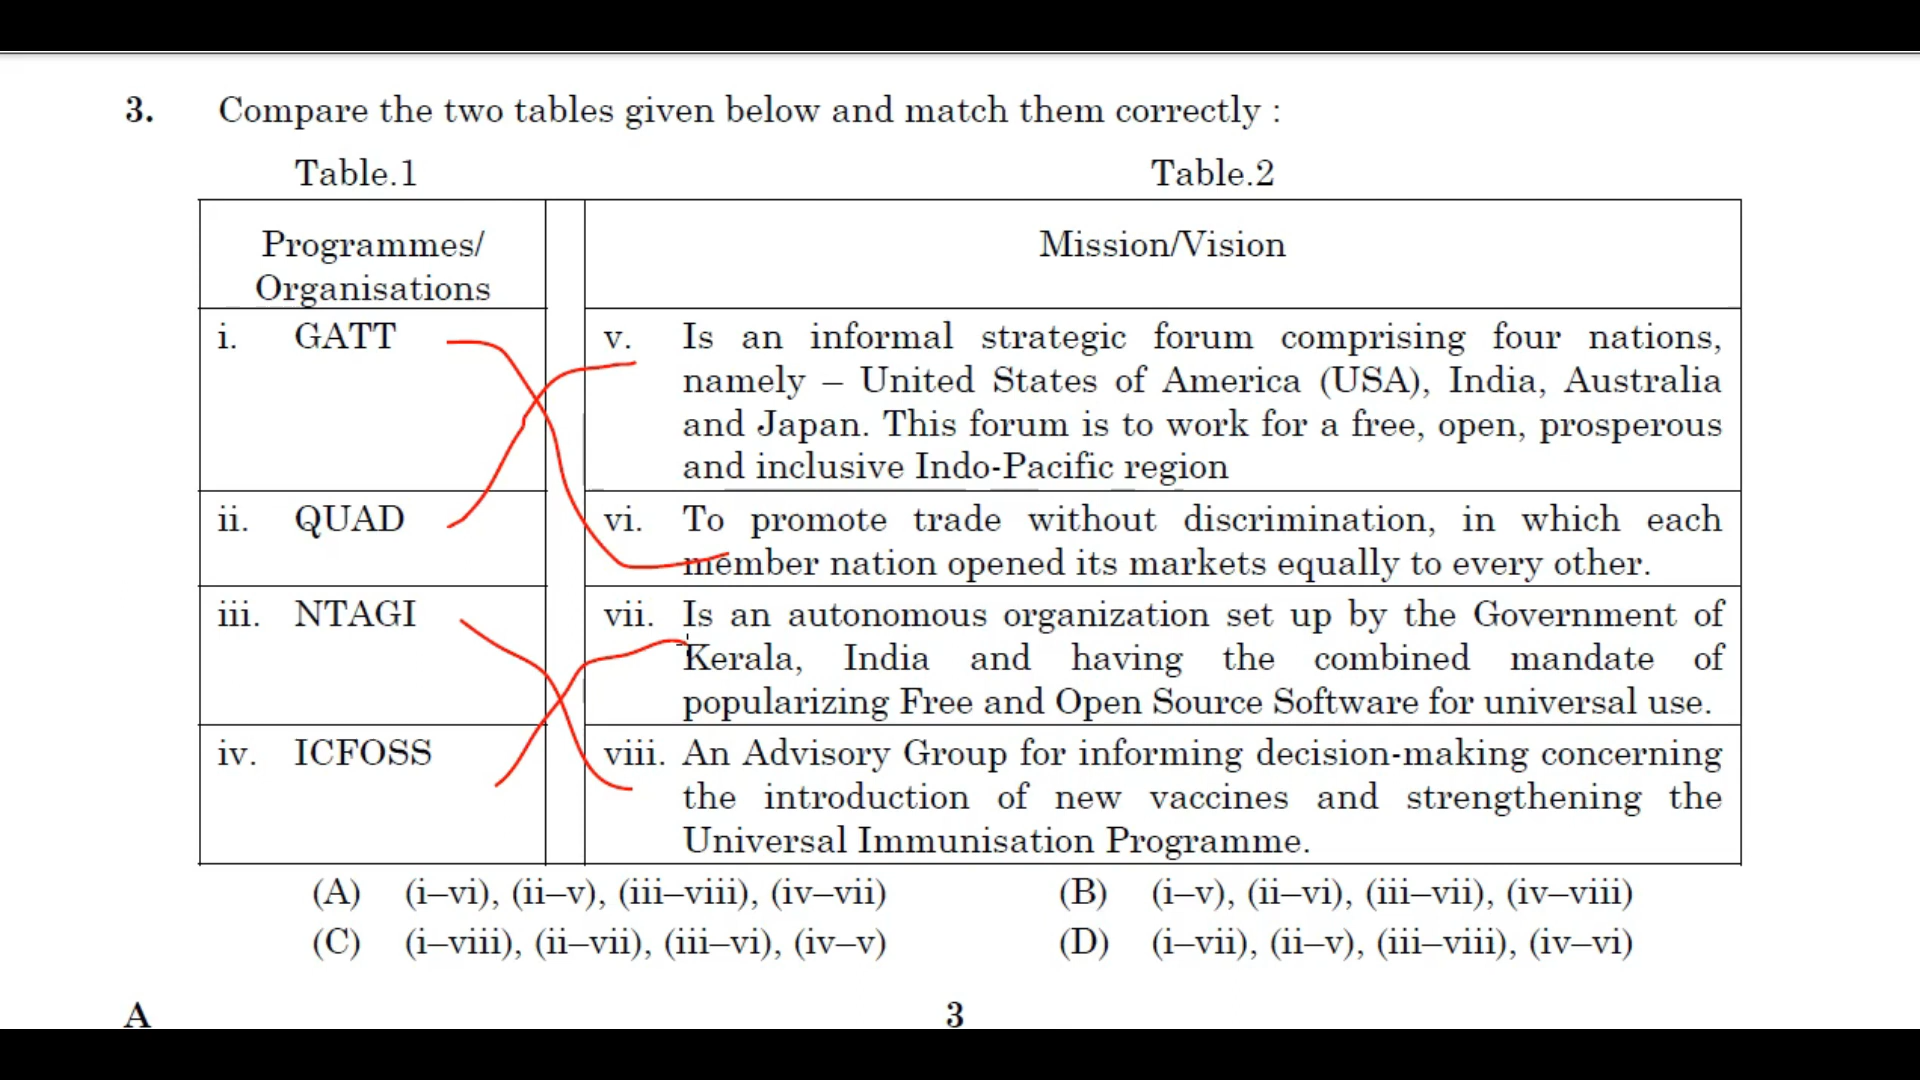 3. Compare the two tables given below and match them correctly :
Table.1 Table.2
Programmes/
Organisations
Mission/Vision
i. GATT
v. Is an informal strategic forum comprising four nations,
namely – United States of America (USA), India, Australia
and Japan. This forum is to work for a free, open, prosperous
and inclusive Indo-Pacific region
ii. QUAD
vi. To promote trade without discrimination, in which each
member nation opened its markets equally to every other.
iii. NTAGI
vii. Is an autonomous organization set up by the Government of
Kerala, India and having the combined mandate of
popularizing Free and Open Source Software for universal use.
iv. ICFOSS
viii. An Advisory Group for informing decision-making concerning
the introduction of new vaccines and strengthening the
Universal Immunisation Programme.
(A) (i–vi), (ii–v), (iii–viii), (iv–vii) (B) (i–v), (ii–vi), (iii–vii), (iv–viii)
(C) (i–viii), (ii–vii), (iii–vi), (iv–v) (D) (i–vii), (ii–v), (iii–viii), (iv–vi)
A 3